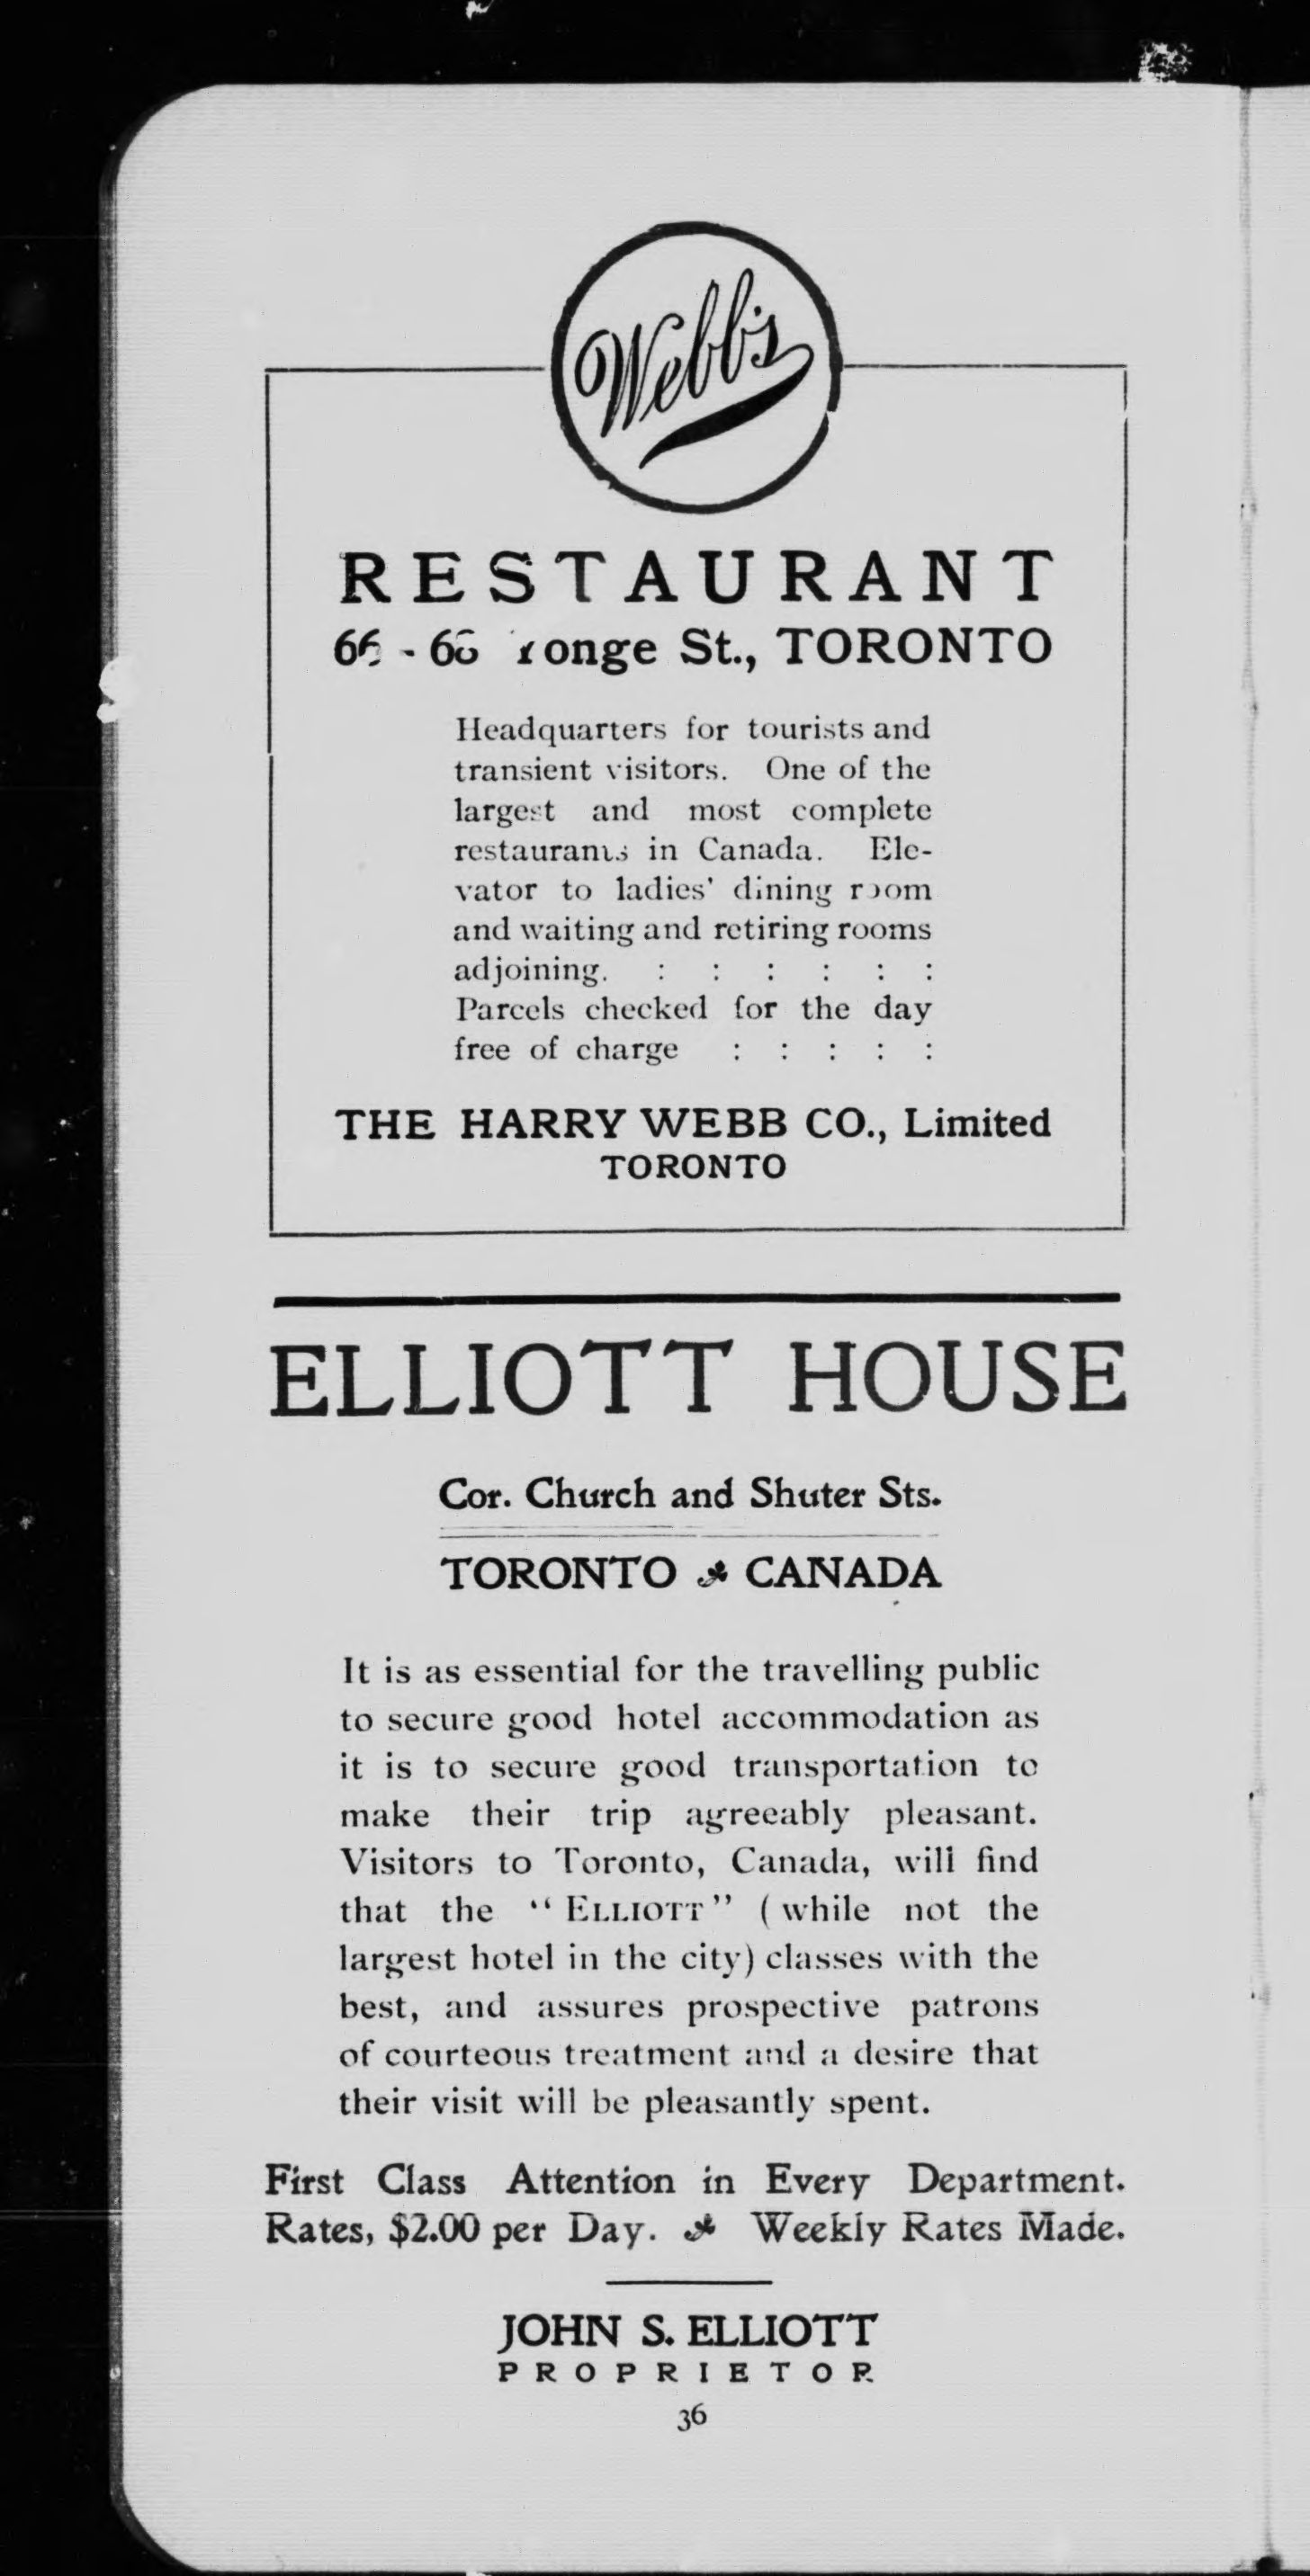 Webb's
RESTAURANT
St., TORONTO
Headquarters for tourists and
transient visitors. One of the
largest and most complete
restaurants in Canada. Ele-
vator to ladies' dining room
and waiting and retiring rooms
adjoining. : : : : : :
Parcels checked for the day
free of charge : : : : :
THE HARRY WEBB CO., Limited
TORONTO
ELLIOTT HOUSE
Cor. Church and Shuter Sts.
TORONTO CANADA
It is as essential for the travelling public
to secure good hotel accommodation as
it is to secure good transportation to
make their trip agreeably pleasant.
Visitors to Toronto, Canada, will find
that the "ELLIOTT" (while not the
largest hotel in the city) classes with the
best, and assures prospective patrons
of courteous treatment and a desire that
their visit will be pleasantly spent.
First Class Attention in Every Department.
Rates, $2.00 per Day. Weekly Rates Made.
JOHN S. ELLIOTT
PROPRIETOR
36